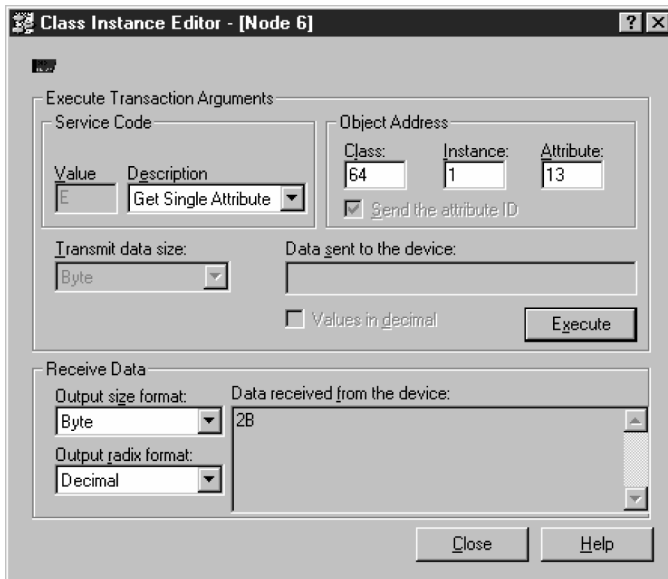 Class Instance Editor - [Node 6]
Execute Transaction Arguments
Service Code
Object Address
Value
Description
Class:
Instance:
Attribute:
E
Get Single Attribute
64
1
13
Send the attribute ID
Transmit data size:
Data sent to the device:
Byte
Values in decimal
Execute
Receive Data
Output size format:
Data received from the device:
Byte
2B
Output radix format:
Decimal
Close
Help